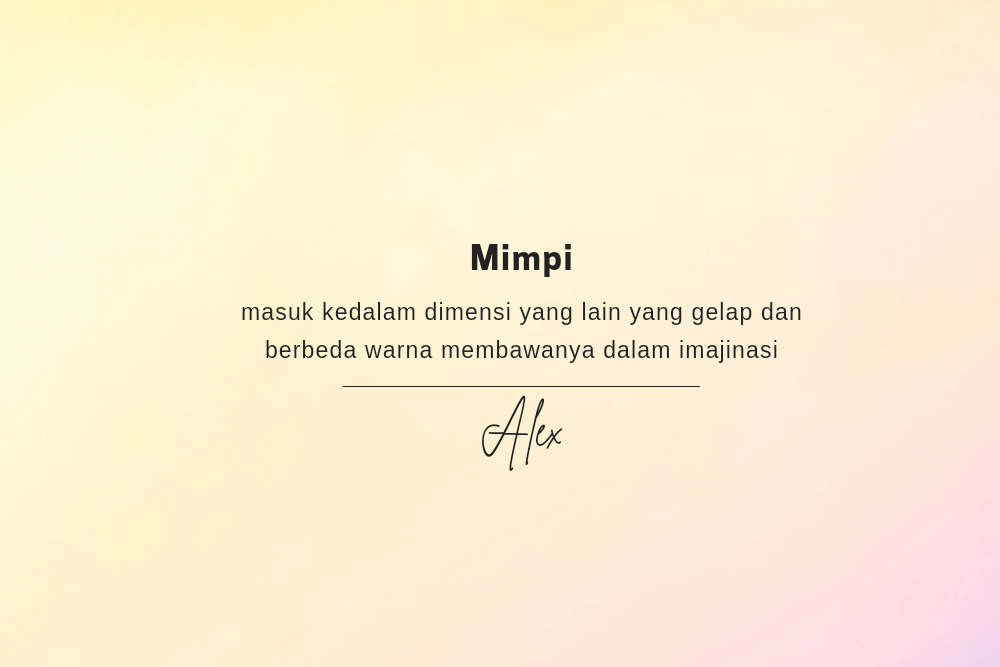 Mimpi
masuk kedalam dimensi yang lain yang gelap dan
berbeda warna membawanya dalam imajinasi
Alex